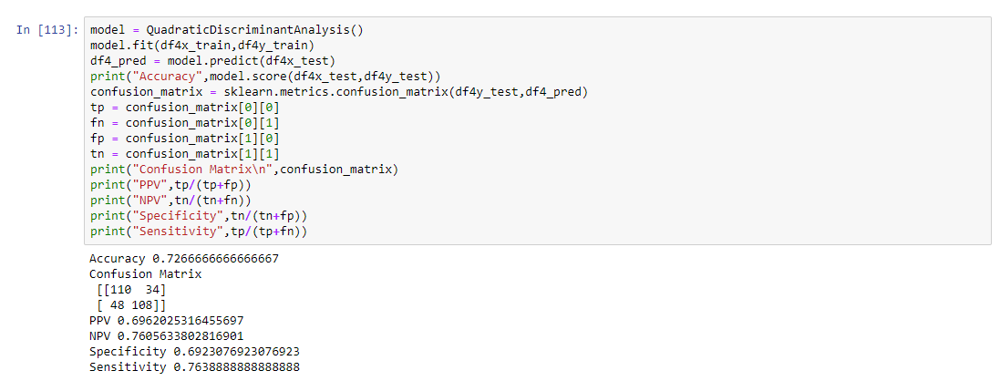 In [113]: model = QuadraticDiscriminantAnalysis()
model.fit(df4x_train,df4y_train)
df4_pred = model.predict(df4x_test)
print("Accuracy",model.score(df4x_test,df4y_test))
confusion_matrix = sklearn.metrics.confusion_matrix(df4y_test,df4_pred)
tp = confusion_matrix[0][0]
fn = confusion_matrix[0][1]
fp = confusion_matrix[1][0]
tn = confusion_matrix[1][1]
print("Confusion Matrix\n",confusion_matrix)
print("PPV",tp/(tp+fp))
print("NPV",tn/(tn+fn))
print("Specificity",tn/(tn+fp))
print("Sensitivity",tp/(tp+fn))
Accuracy 0.7266666666666667
Confusion Matrix
[[110  34]
[ 48 108]]
PPV 0.6962025316455697
NPV 0.7605633802816901
Specificity 0.6923076923076923
Sensitivity 0.7638888888888888